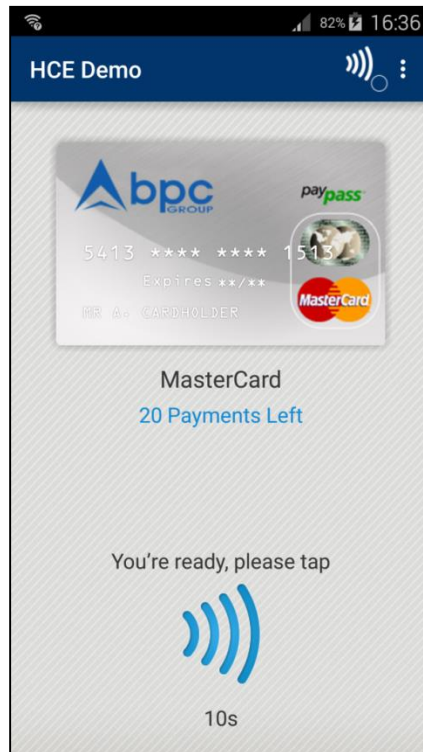 82% 16:36
HCE Demo
bpc
GROUP
paypass
5413 **** **** 1513
Expires **/**
MR A. CARDHOLDER
MasterCard
MasterCard
20 Payments Left
You're ready, please tap
10s